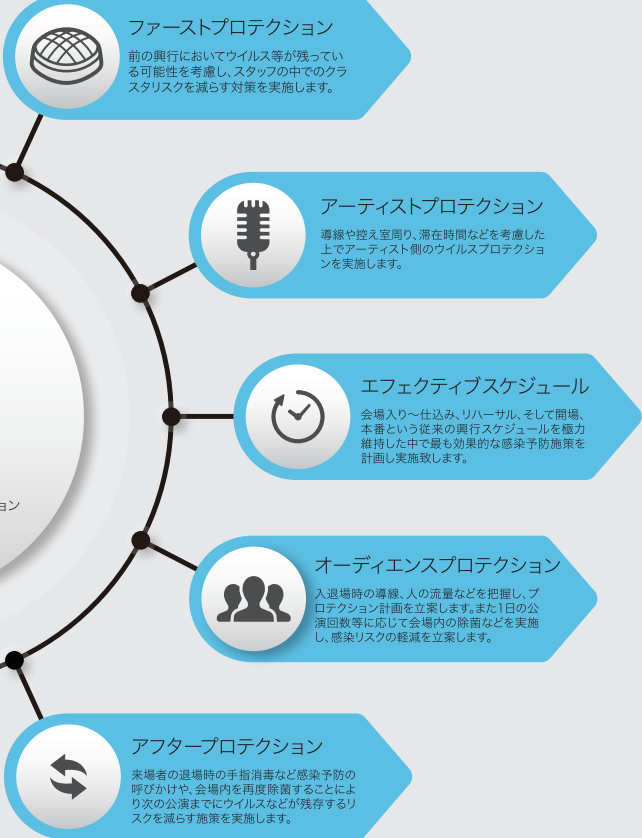 ファーストプロテクション
前の興行においてウイルス等が残ってい
る可能性を考慮し、スタッフの中でのクラ
スタリスクを減らす対策を実施します。
アーティストプロテクション
導線や控え室周り、滞在時間などを考慮した
上でアーティスト側のウイルスプロテクショ
ンを実施します。
エフェクティブスケジュール
会場入り～仕込み、リハーサル、そして開場、
本番という従来の興行スケジュールを極力
維持した中で最も効果的な感染予防施策を
計画し実施致します。
ョン
オーディエンスプロテクション
入退場時の導線、人の流量などを把握し、プ
ロテクション計画を立案します。また1日の公
演回数等に応じて会場内の除菌などを実施
し、感染リスクの軽減を立案します。
アフタープロテクション
来場者の退場時の手指消毒など感染予防の
呼びかけや、会場内を再度除菌することによ
り次の公演までにウイルスなどが残存するリ
スクを減らす施策を実施します。